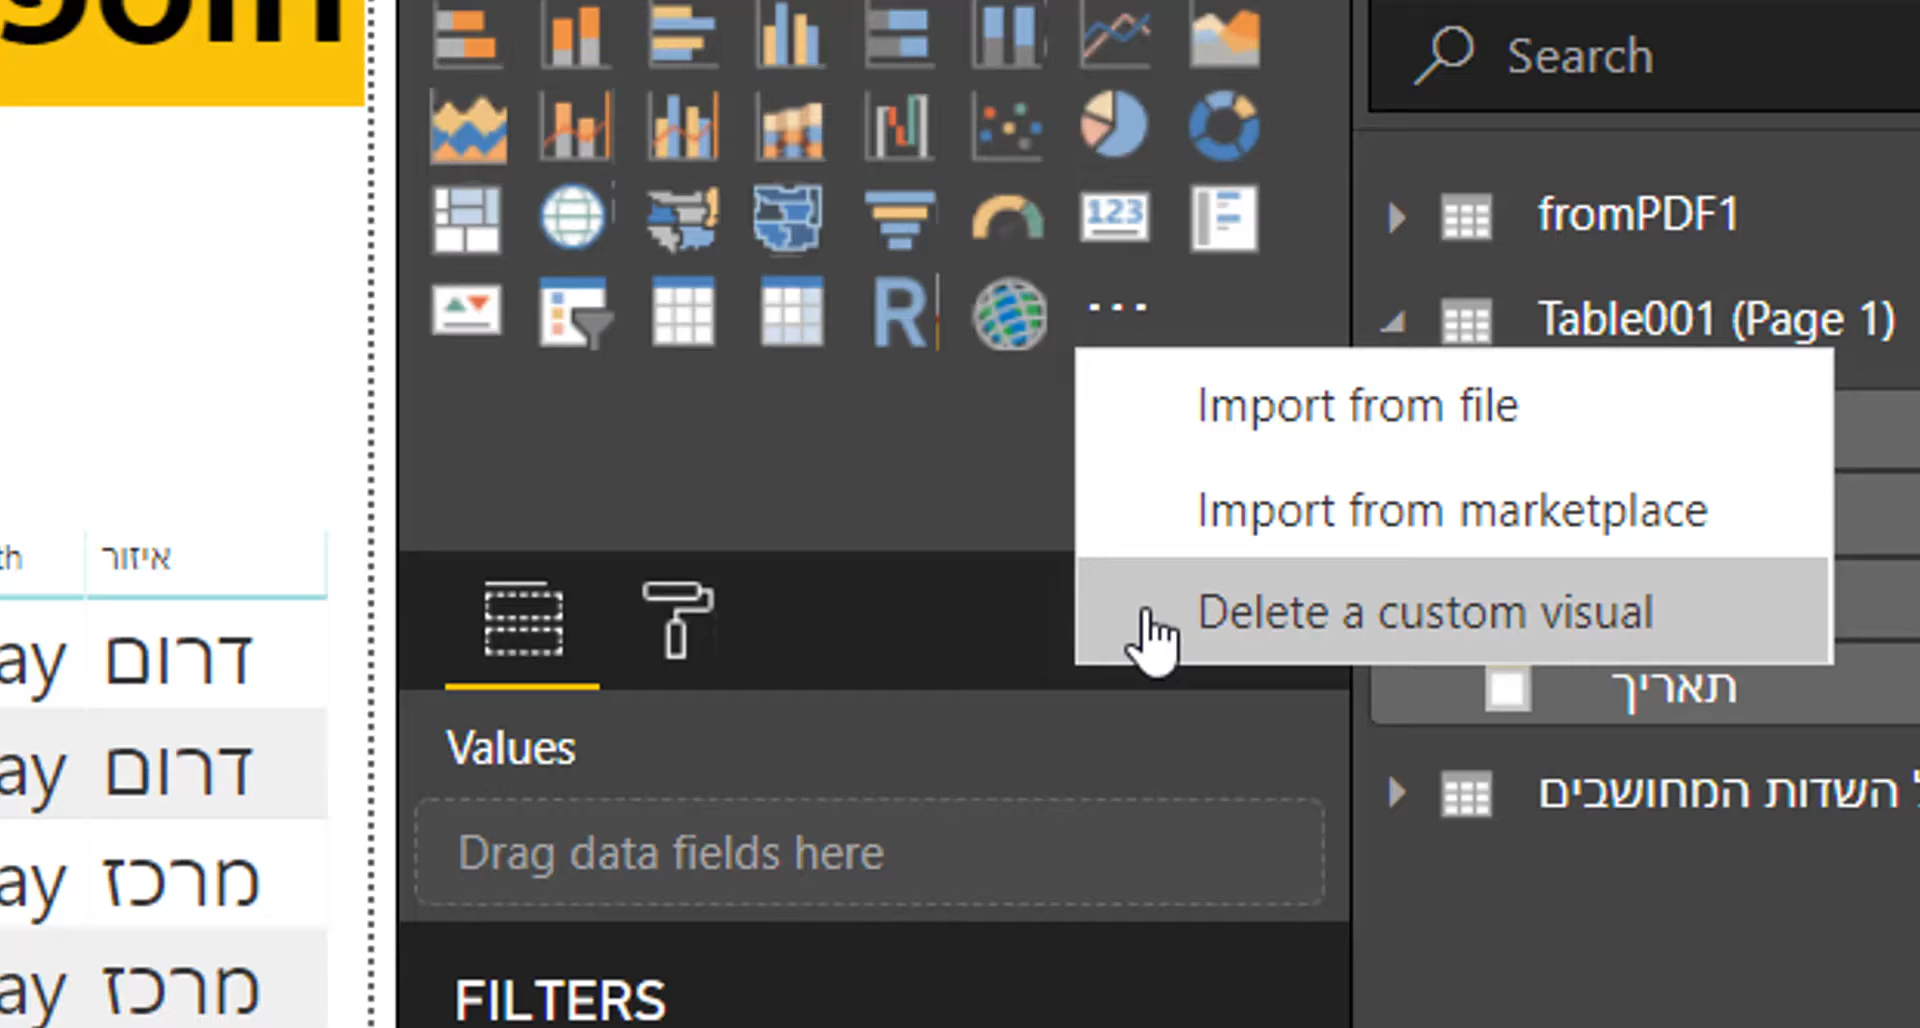 Search
fromPDF1
Table001 (Page 1)
123
R
Import from file
Import from marketplace
Delete a custom visual
איזור
דרום
דרום
מרכז
מרכז
תאריך
השדות המחושבים
Values
Drag data fields here
FILTERS